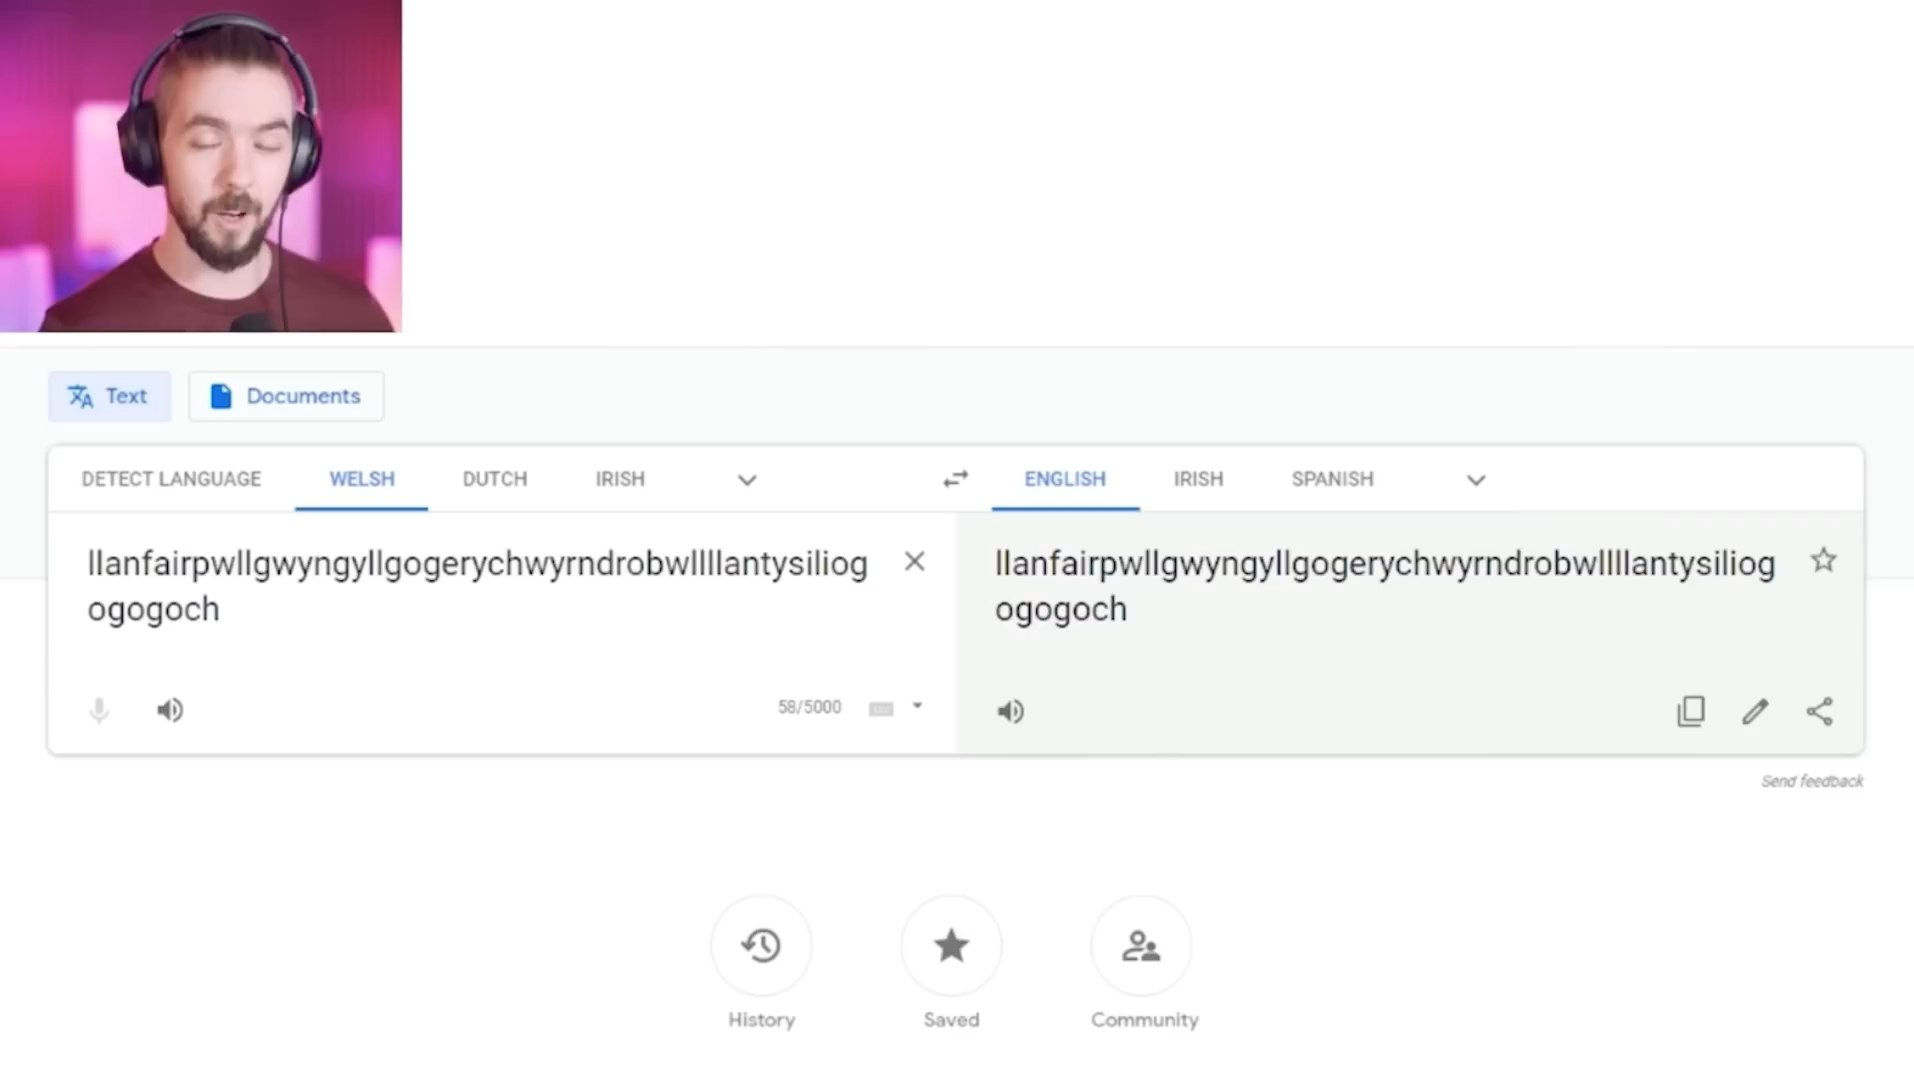 Text
Documents
DETECT LANGUAGE
WELSH
DUTCH
IRISH
ENGLISH
IRISH
SPANISH
llanfairpwllgwyngyllgogerychwyrndrobwllllantysiliog
ogogoch
58/5000
llanfairpwllgwyngyllgogerychwyrndrobwllllantysiliog
ogogoch
Send feedback
History
Saved
Community